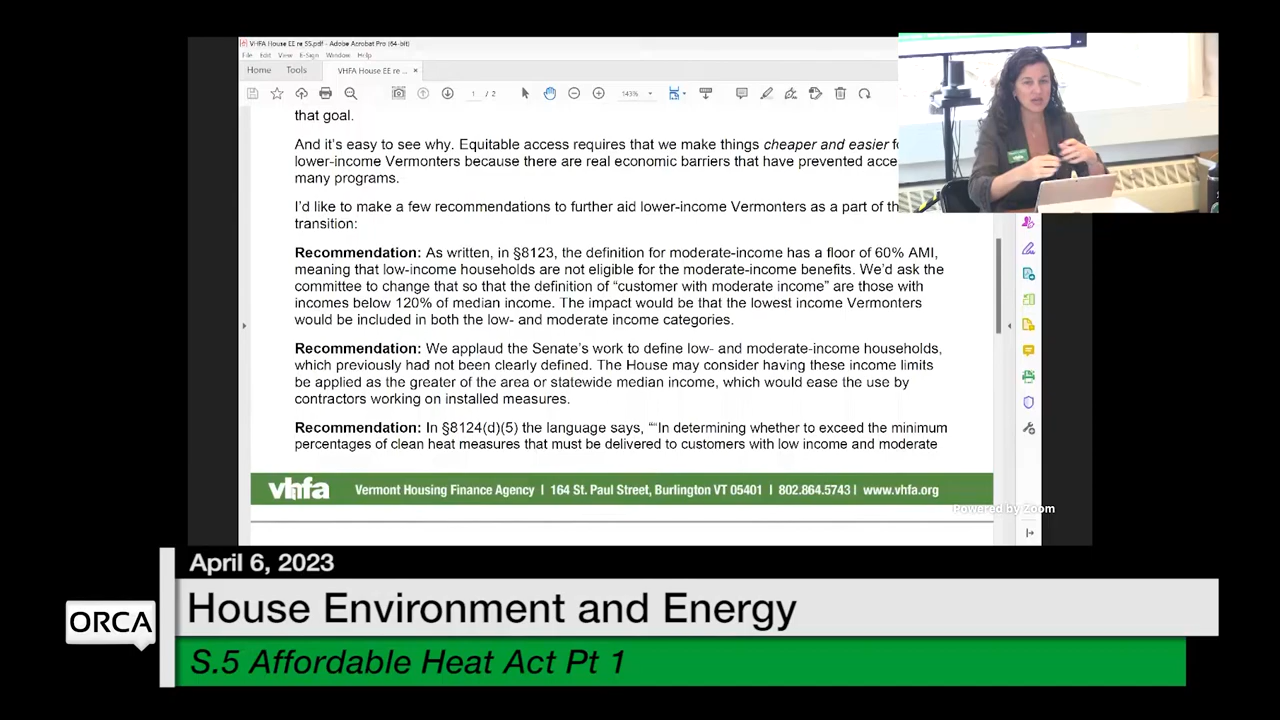 VHFA House EE re S5.pdf - Adobe Acrobat Pro (64-bit)
File Edit View E-Sign Window Help
Home Tools VHFA House EE re ... ×
1 / 2 143%
that goal.
And it's easy to see why. Equitable access requires that we make things cheaper and easier
lower-income Vermonters because there are real economic barriers that have prevented
many programs.
I'd like to make a few recommendations to further aid lower-income Vermonters as a part of
transition:
Recommendation: As written, in §8123, the definition for moderate-income has a floor of 60% AMI,
meaning that low-income households are not eligible for the moderate-income benefits. We'd ask the
committee to change that so that the definition of "customer with moderate income" are those with
incomes below 120% of median income. The impact would be that the lowest income Vermonters
would be included in both the low- and moderate income categories.
Recommendation: We applaud the Senate's work to define low- and moderate-income households,
which previously had not been clearly defined. The House may consider having these income limits
be applied as the greater of the area or statewide median income, which would ease the use by
contractors working on installed measures.
Recommendation: In §8124(d)(5) the language says, ""In determining whether to exceed the minimum
percentages of clean heat measures that must be delivered to customers with low income and moderate
vhfa Vermont Housing Finance Agency | 164 St. Paul Street, Burlington VT 05401 | 802.864.5743 | www.vhfa.org
Powered by Zoom
April 6, 2023
ORCA House Environment and Energy
S.5 Affordable Heat Act Pt 1